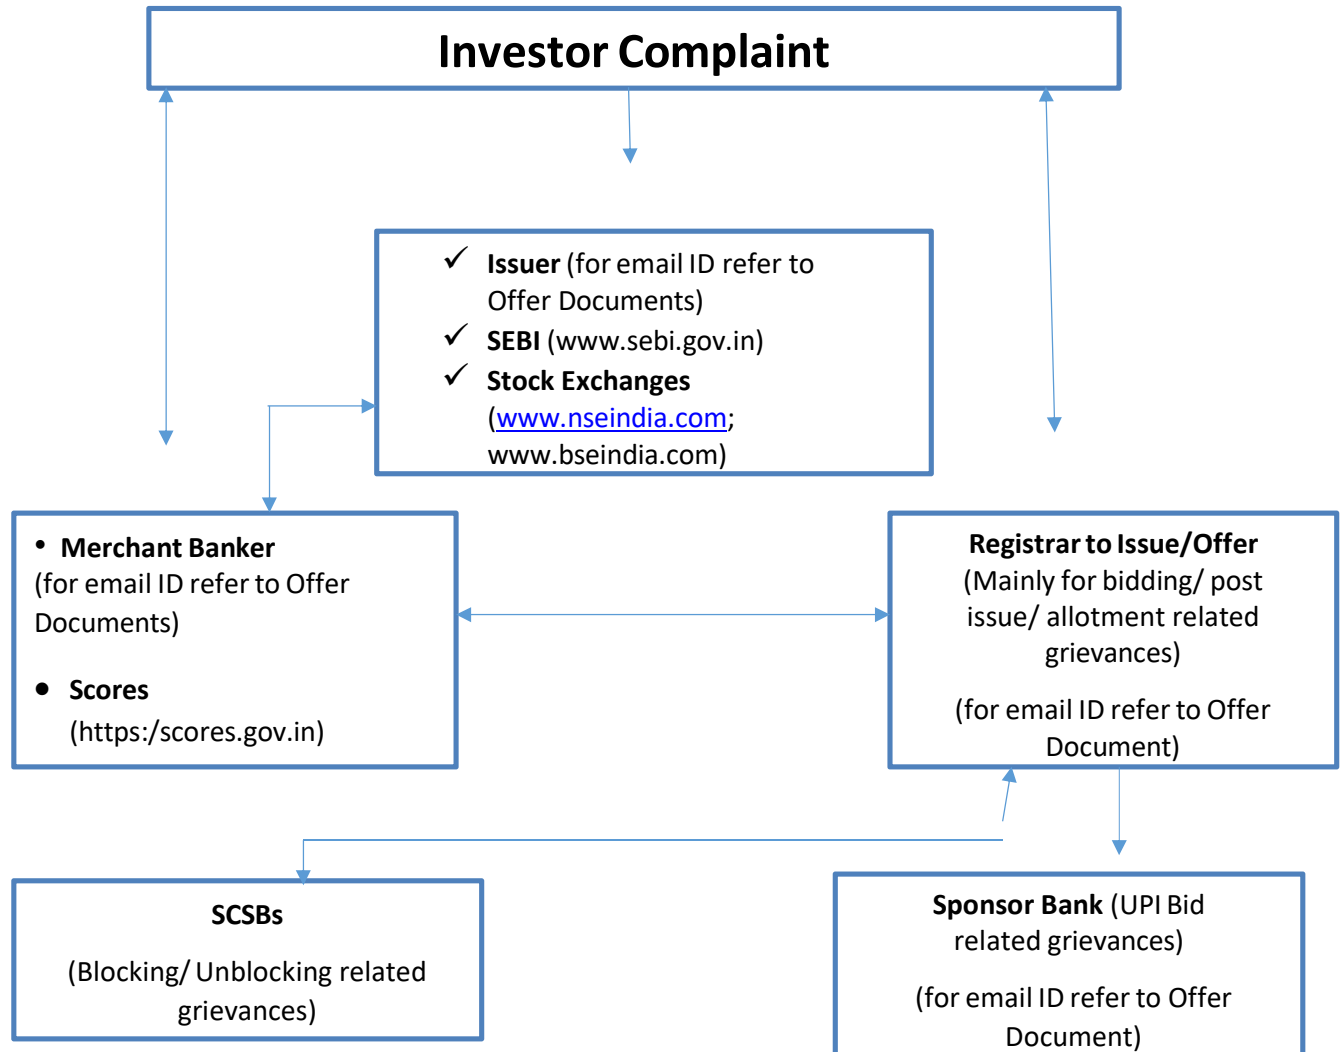 Investor Complaint
✓ Issuer (for email ID refer to
Offer Documents)
✓ SEBI (www.sebi.gov.in)
✓ Stock Exchanges
(www.nseindia.com;
www.bseindia.com)
• Merchant Banker
(for email ID refer to Offer
Documents)
• Scores
(https:/scores.gov.in)
Registrar to Issue/Offer
(Mainly for bidding/ post
issue/ allotment related
grievances)
(for email ID refer to Offer
Document)
SCSBs
(Blocking/ Unblocking related
grievances)
Sponsor Bank (UPI Bid
related grievances)
(for email ID refer to Offer
Document)